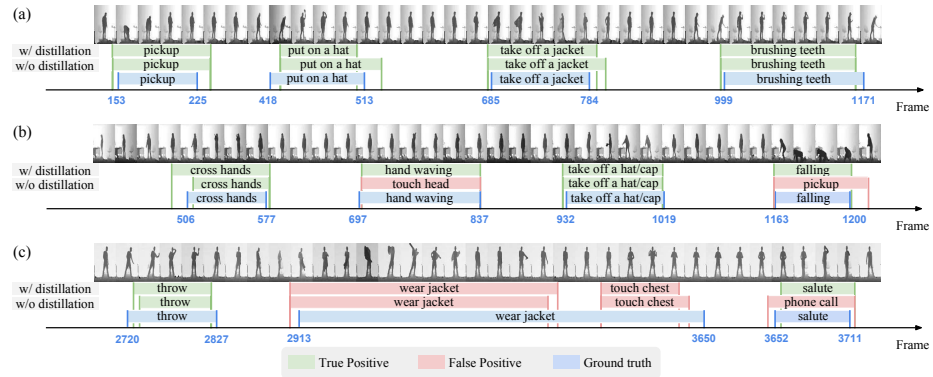 (a)
w/ distillation pickup put on a hat take off a jacket brushing teeth
w/o distillation pickup put on a hat take off a jacket brushing teeth
pickup put on a hat take off a jacket brushing teeth
153 225 418 513 685 784 999 1171 Frame
(b)
w/ distillation cross hands hand waving take off a hat/cap falling
w/o distillation cross hands touch head take off a hat/cap pickup
cross hands hand waving take off a hat/cap falling
506 577 697 837 932 1019 1163 1200 Frame
(c)
w/ distillation throw wear jacket touch chest salute
w/o distillation throw wear jacket touch chest phone call
throw wear jacket salute
2720 2827 2913 3650 3652 3711 Frame
True Positive False Positive Ground truth